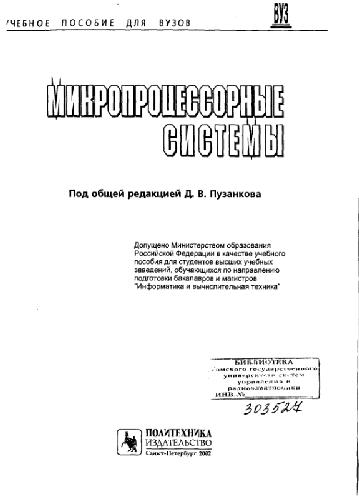 УЧЕБНОЕ ПОСОБИЕ ДЛЯ ВУЗОВ
ВУЗ
МИКРОПРОЦЕССОРНЫЕ
СИСТЕМЫ
Под общей редакцией Д. В. Пузанкова
Допущено Министерством образования
Российской Федерации в качестве учебного
пособия для студентов высших учебных
заведений, обучающихся по направлению
подготовки бакалавров и магистров
"Информатика и вычислительная техника"
БИБЛИОТЕКА
Томского государственного
университета систем
управления и
радиоэлектроники
ИНВ.№
303524
ПОЛИТЕХНИКА
ИЗДАТЕЛЬСТВО
Санкт-Петербург 2002